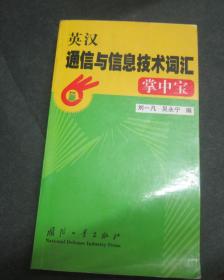 英汉
通信与信息技术词汇
掌中宝
刘一凡 吴永宁 编
国防工业出版社
National Defense Industry Press